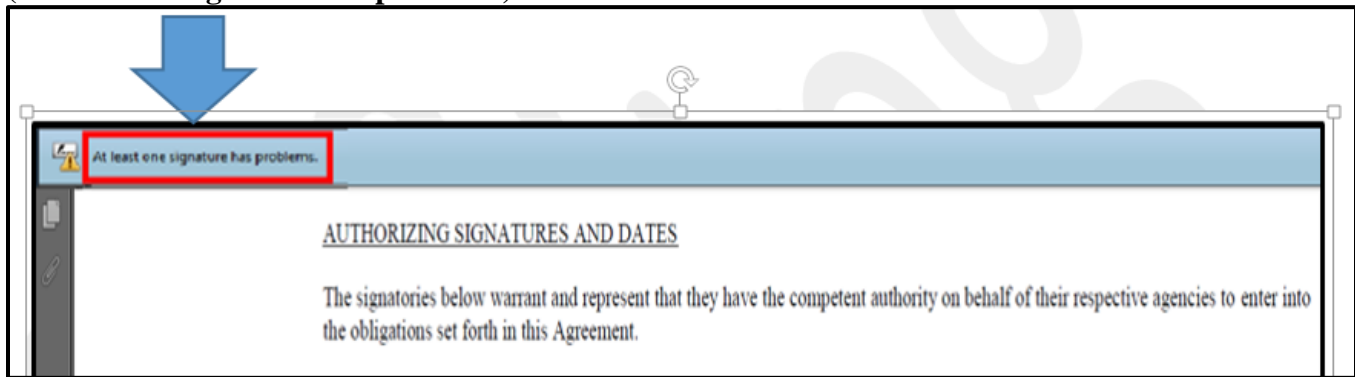 At least one signature has problems.
AUTHORIZING SIGNATURES AND DATES
The signatories below warrant and represent that they have the competent authority on behalf of their respective agencies to enter into
the obligations set forth in this Agreement.